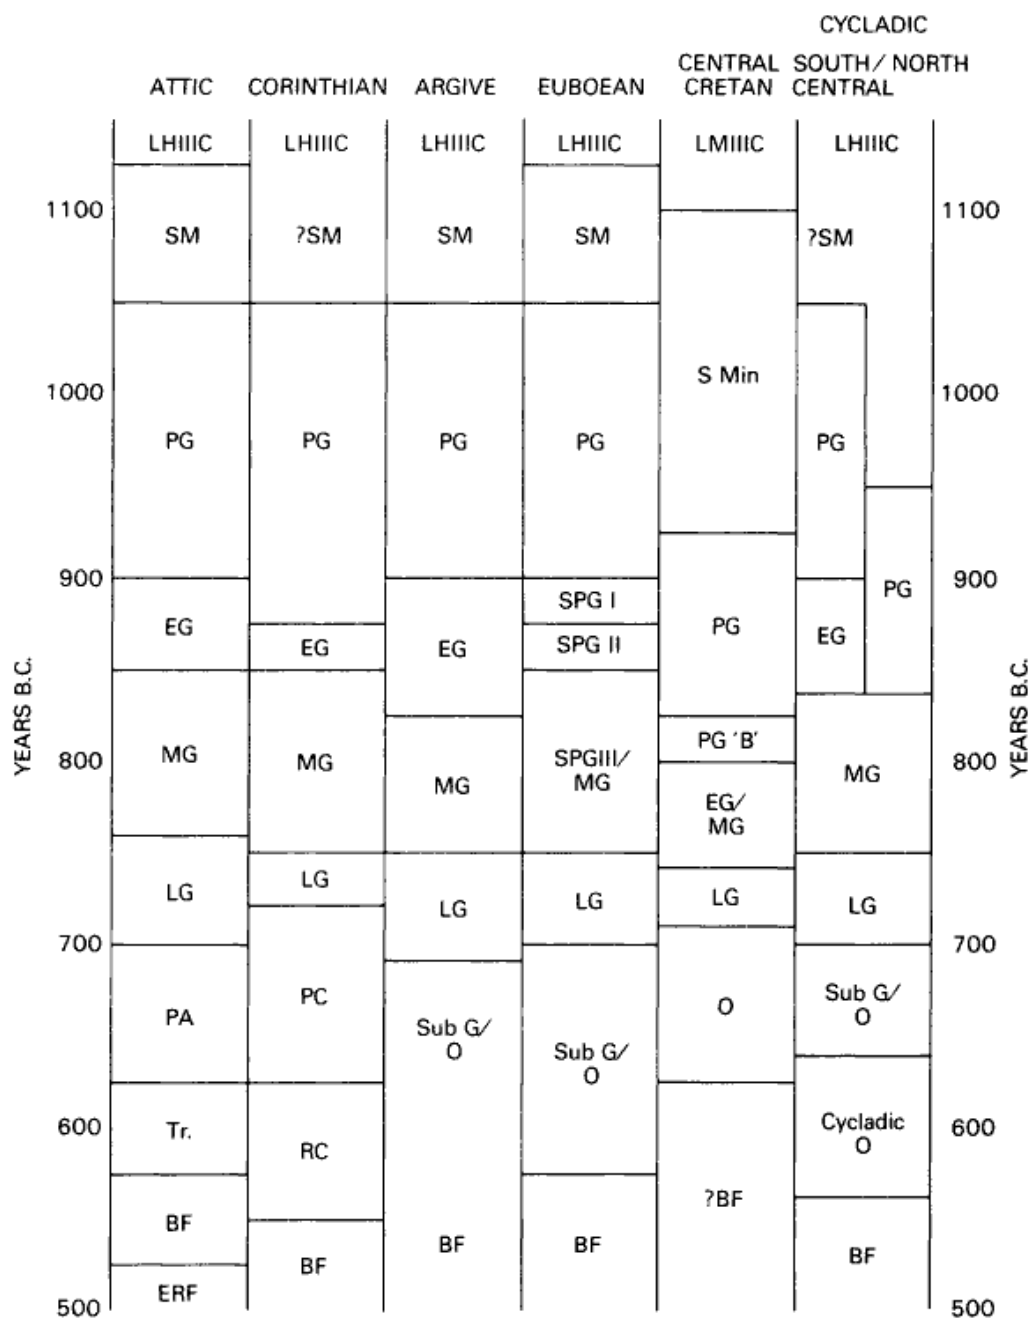 CYCLADIC
ATTIC CORINTHIAN ARGIVE EUBOEAN CENTRAL CRETAN SOUTH/NORTH CENTRAL
LHIIIC LHIIIC LHIIIC LHIIIC LMIIIC LHIIIC
1100 1100
SM ?SM SM SM ?SM
S Min
1000 1000
PG PG PG PG PG
900 900
SPG I
PG
EG PG EG
EG EG SPG II
YEARS B.C. YEARS B.C.
PG 'B'
800 800
MG MG SPGIII/ MG
MG MG
EG/
MG
LG
LG LG LG LG LG
700 700
PA PC Sub G/ O Sub G/
O O
Sub G/
O
600 600
Tr. Cycladic
O
RC
?BF
BF BF BF BF
BF
ERF
500 500